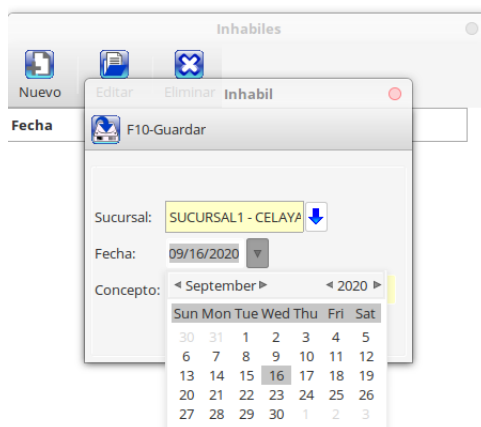 Inhabiles
Nuevo Editar Eliminar
Inhabil
Fecha
F10-Guardar
Sucursal: SUCURSAL1 - CELAYA
Fecha: 09/16/2020
Concepto:
September 2020
Sun Mon Tue Wed Thu Fri Sat
30 31 1 2 3 4 5
6 7 8 9 10 11 12
13 14 15 16 17 18 19
20 21 22 23 24 25 26
27 28 29 30 1 2 3